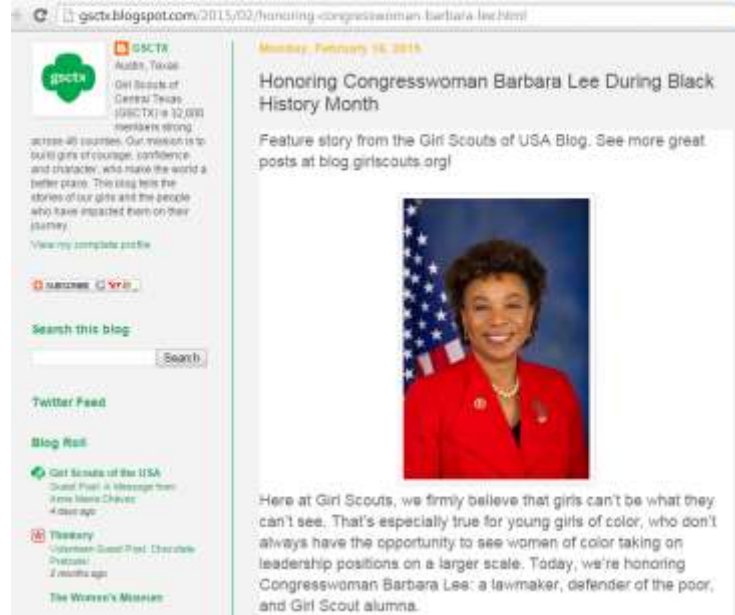 gsctx.blogspot.com/2015/02/honoring-congresswoman-barbara-lee.html
gsctx
GSCTX
Austin, Texas
Girl Scouts of
Central Texas
(GSCTX) is
members strong
across 46 counties. Our mission is to
build girls of courage, confidence
and character, who make the world a
better place. This blog tells the
stories of our girls and the people
who have impacted them on their
journey.
View my complete profile
SUBSCRIBE
Search this blog
Search
Twitter Feed
Blog Roll
Girl Scouts of the USA
Guest Post: A Message from
Anna Maria Chávez
4 days ago
Thinkery
Volunteer Guest Post: Chocolate
Pretzels!
2 months ago
The Women's Museum
Monday, February 16, 2015
Honoring Congresswoman Barbara Lee During Black
History Month
Feature story from the Girl Scouts of USA Blog. See more great
posts at blog.girlscouts.org!
Here at Girl Scouts, we firmly believe that girls can't be what they
can't see. That's especially true for young girls of color, who don't
always have the opportunity to see women of color taking on
leadership positions on a larger scale. Today, we're honoring
Congresswoman Barbara Lee: a lawmaker, defender of the poor,
and Girl Scout alumna.